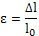 ε = Δl / l₀